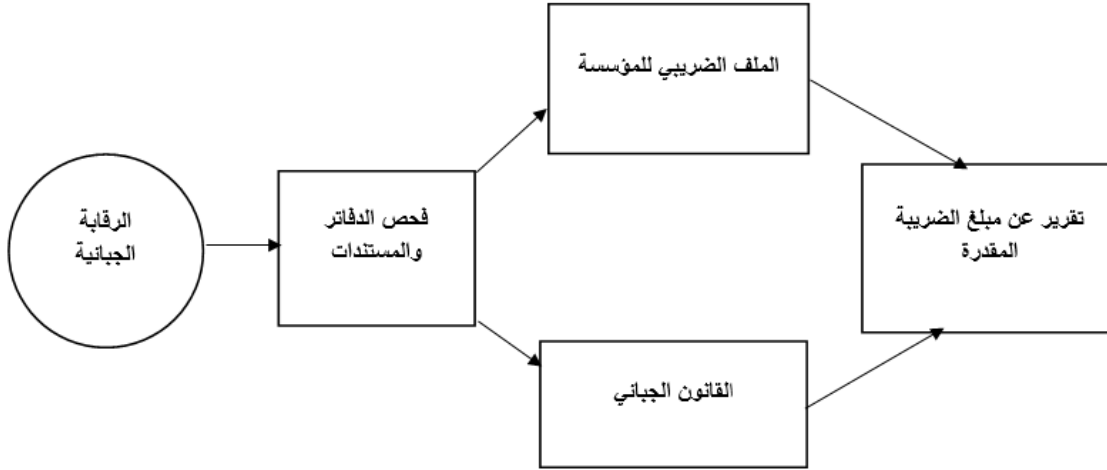 الرقابة
الجبائية
فحص الدفاتر
والمستندات
الملف الضريبي للمؤسسة
القانون الجبائي
تقرير عن مبلغ الضريبة
المقدرة